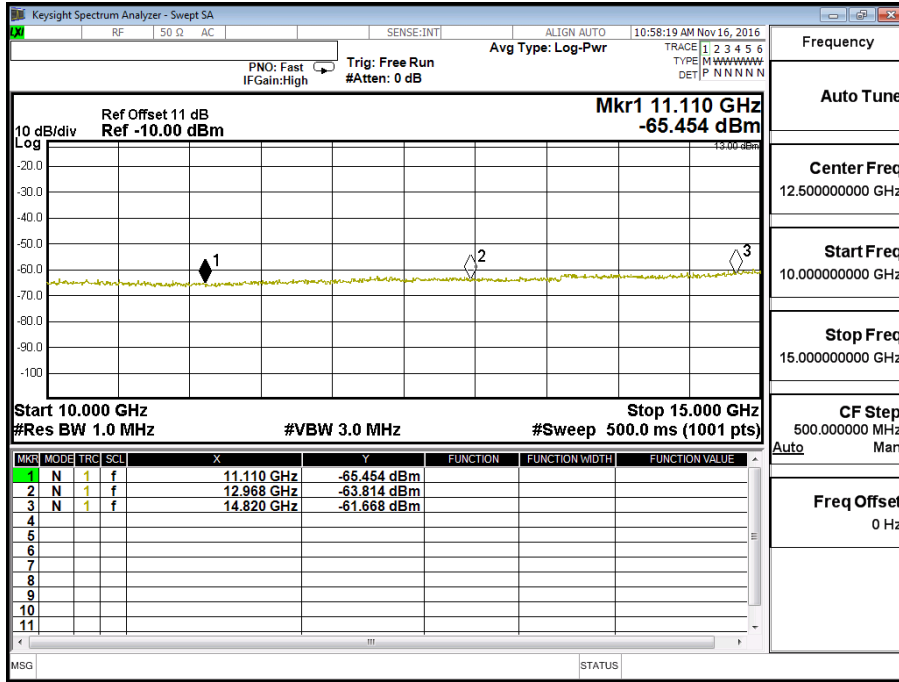 Keysight Spectrum Analyzer - Swept SA
LXI RF 50 Ω AC SENSE:INT ALIGN AUTO 10:58:19 AM Nov 16, 2016
PNO: Fast
IFGain:High
Trig: Free Run
#Atten: 0 dB
Avg Type: Log-Pwr
TRACE 1 2 3 4 5 6
TYPE M WWWWW
DET P N N N N N
Ref Offset 11 dB
10 dB/div Ref -10.00 dBm
Log
Mkr1 11.110 GHz
-65.454 dBm
13.00 dBm
-20.0
-30.0
-40.0
-50.0
-60.0
-70.0
-80.0
-90.0
-100
1
2
3
Start 10.000 GHz Stop 15.000 GHz
#Res BW 1.0 MHz #VBW 3.0 MHz #Sweep 500.0 ms (1001 pts)
MKR MODE TRC SCL X Y FUNCTION FUNCTION WIDTH FUNCTION VALUE
1 N 1 f 11.110 GHz -65.454 dBm
2 N 1 f 12.968 GHz -63.814 dBm
3 N 1 f 14.820 GHz -61.668 dBm
4
5
6
7
8
9
10
11
MSG STATUS
Frequency
Auto Tune
Center Freq
12.500000000 GHz
Start Freq
10.000000000 GHz
Stop Freq
15.000000000 GHz
CF Step
500.000000 MHz
Auto Man
Freq Offset
0 Hz